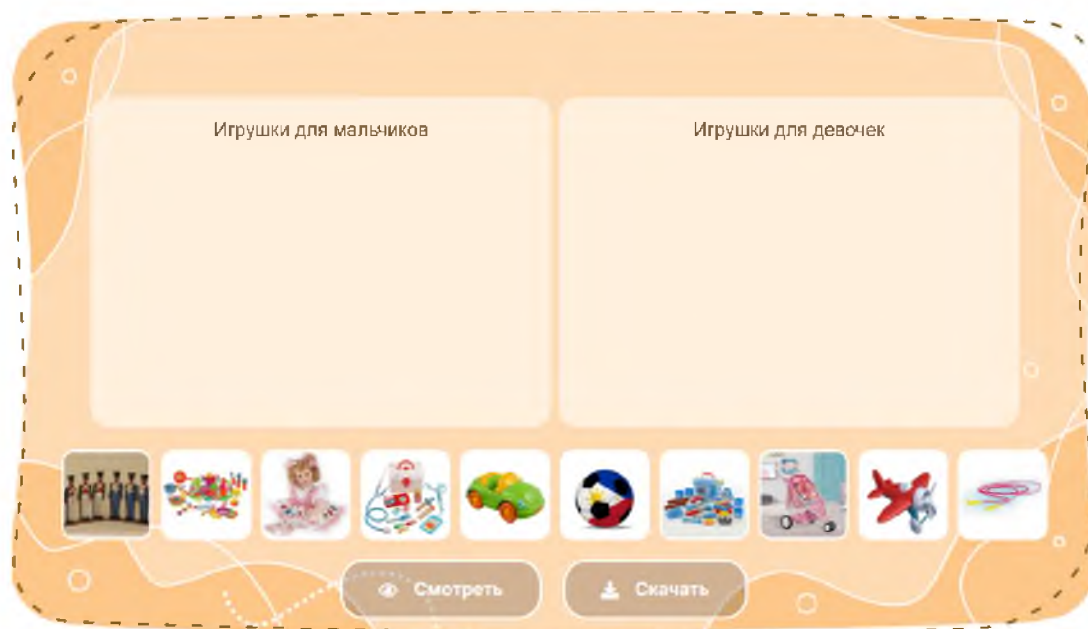 Игрушки для мальчиков
Игрушки для девочек
Смотреть
Скачать